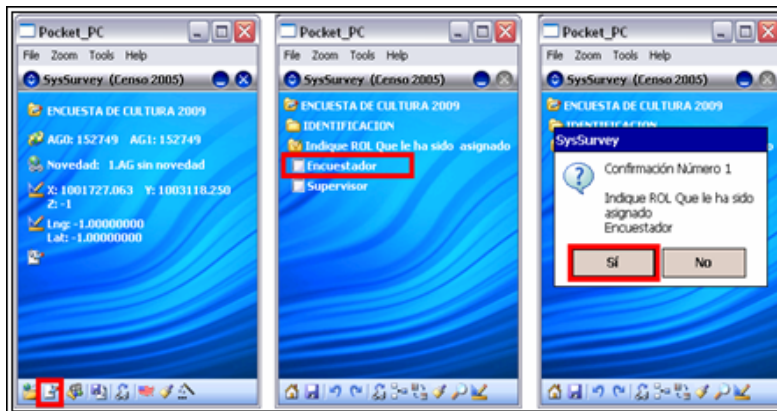 Pocket_PC
File Zoom Tools Help
SysSurvey (Censo 2005)
ENCUESTA DE CULTURA 2009
AG0: 152749 AG1: 152749
Novedad: 1.AG sin novedad
X: 1001727.063 Y: 1003118.250
Z: -1
Lng: -1.00000000
Lat: -1.00000000
Pocket_PC
File Zoom Tools Help
SysSurvey (Censo 2005)
ENCUESTA DE CULTURA 2009
IDENTIFICACION
Indique ROL Que le ha sido asignado
Encuestador
Supervisor
Pocket_PC
File Zoom Tools Help
SysSurvey (Censo 2005)
ENCUESTA DE CULTURA 2009
IDENTIFICACION
SysSurvey
Confirmación Número 1
Indique ROL Que le ha sido
asignado
Encuestador
Sí No